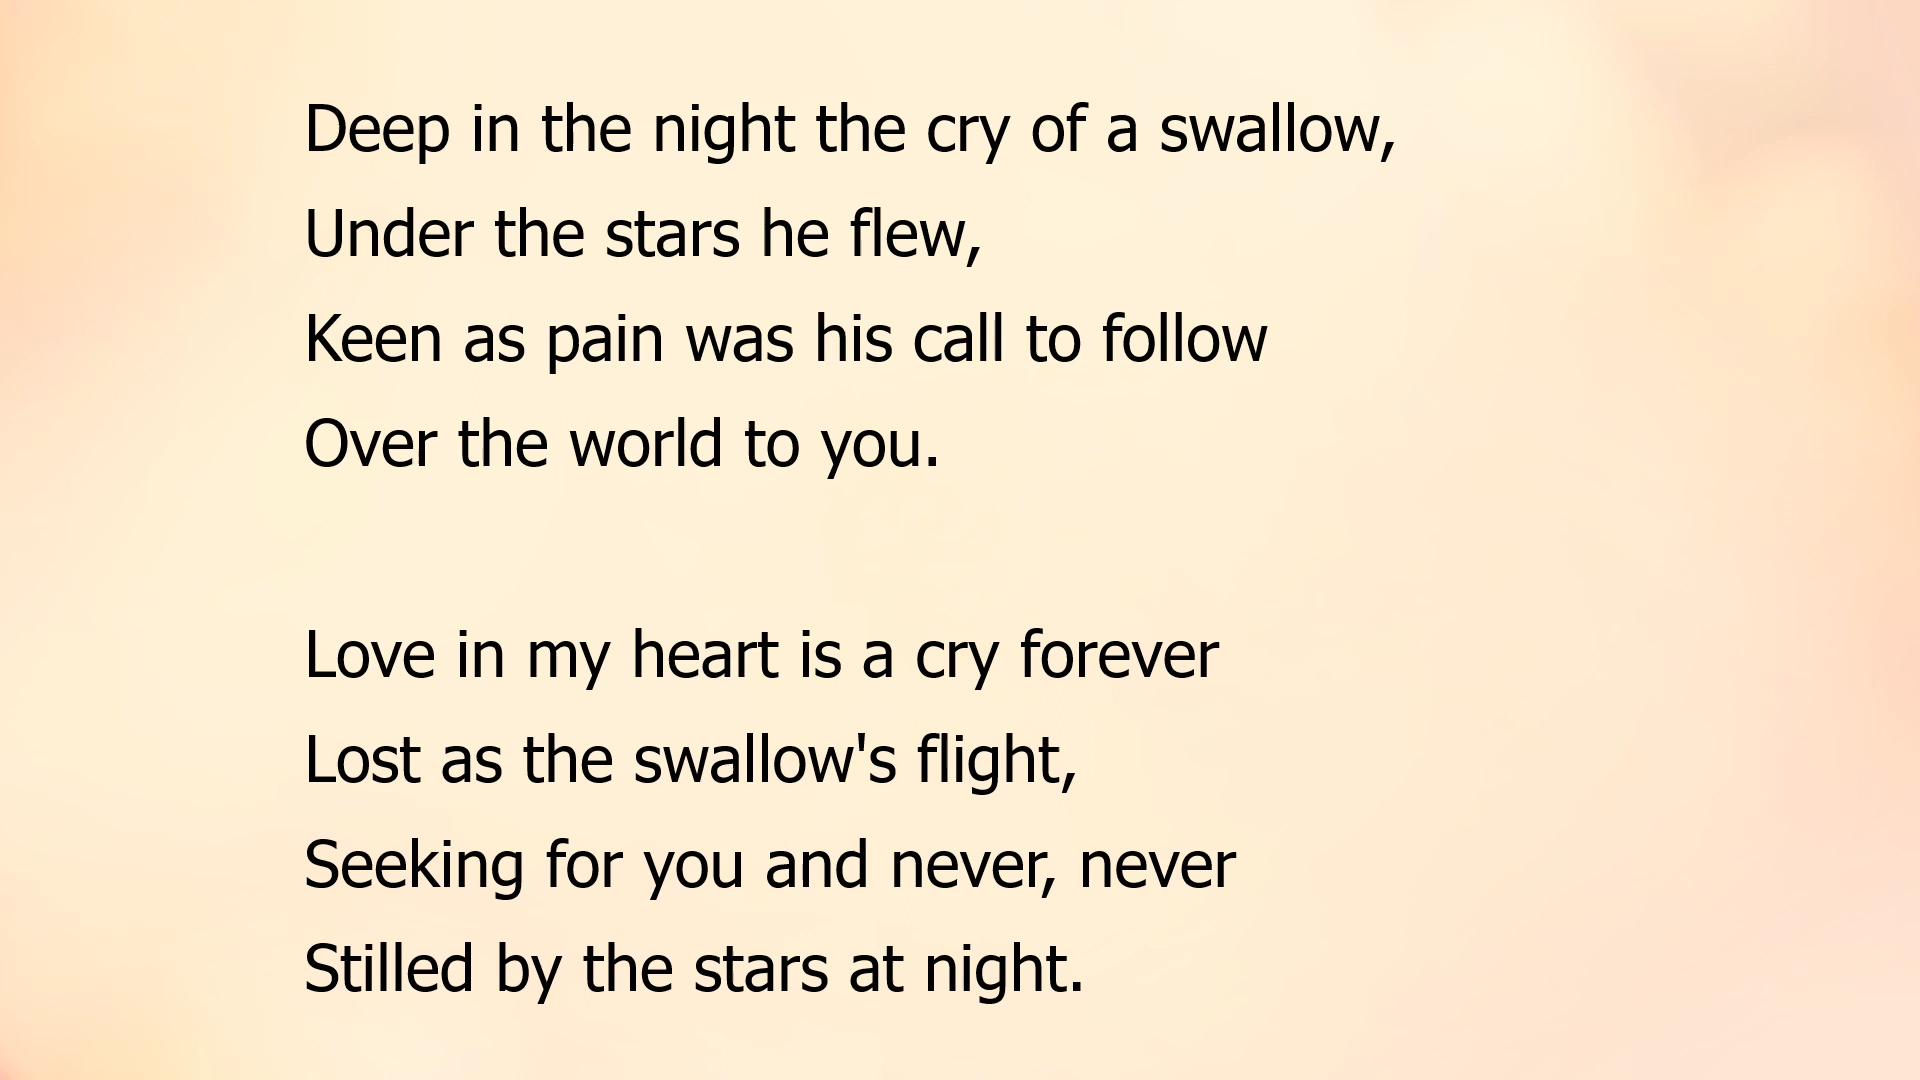 Deep in the night the cry of a swallow,
Under the stars he flew,
Keen as pain was his call to follow
Over the world to you.
Love in my heart is a cry forever
Lost as the swallow's flight,
Seeking for you and never, never
Stilled by the stars at night.